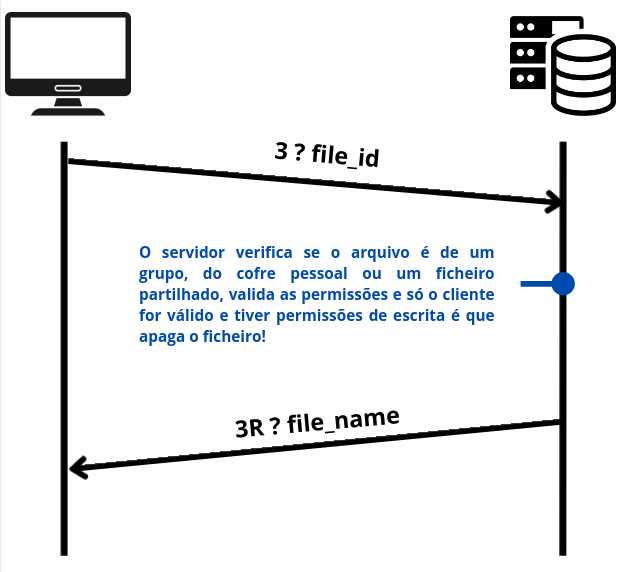 3 ? file_id
O servidor verifica se o arquivo é de um
grupo, do cofre pessoal ou um ficheiro
partilhado, valida as permissões e só o cliente
for válido e tiver permissões de escrita é que
apaga o ficheiro!
3R ? file_name